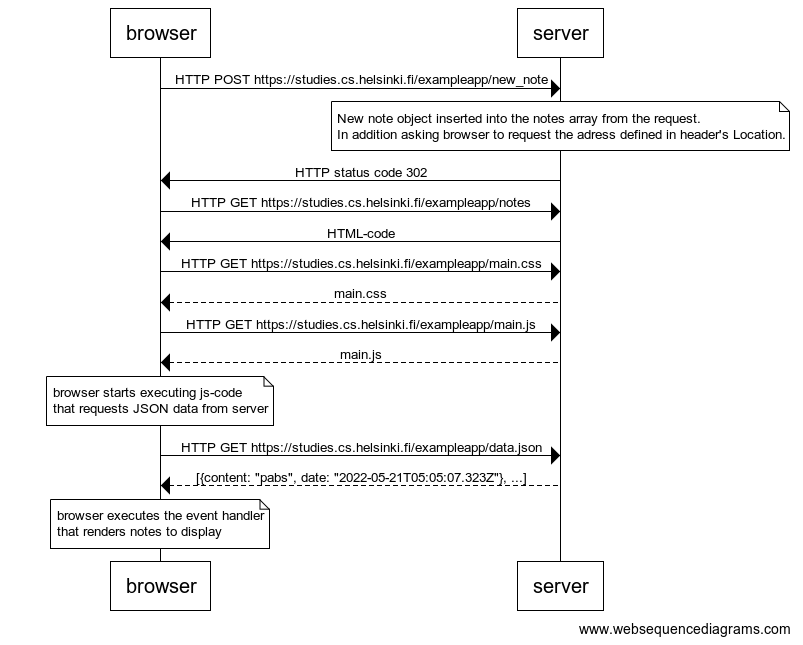 browser
server
HTTP POST https://studies.cs.helsinki.fi/exampleapp/new_note
New note object inserted into the notes array from the request.
In addition asking browser to request the adress defined in header's Location.
HTTP status code 302
HTTP GET https://studies.cs.helsinki.fi/exampleapp/notes
HTML-code
HTTP GET https://studies.cs.helsinki.fi/exampleapp/main.css
main.css
HTTP GET https://studies.cs.helsinki.fi/exampleapp/main.js
main.js
browser starts executing js-code
that requests JSON data from server
HTTP GET https://studies.cs.helsinki.fi/exampleapp/data.json
[{content: "pabs", date: "2022-05-21T05:05:07.323Z"}, ...]
browser executes the event handler
that renders notes to display
browser
server
www.websequencediagrams.com